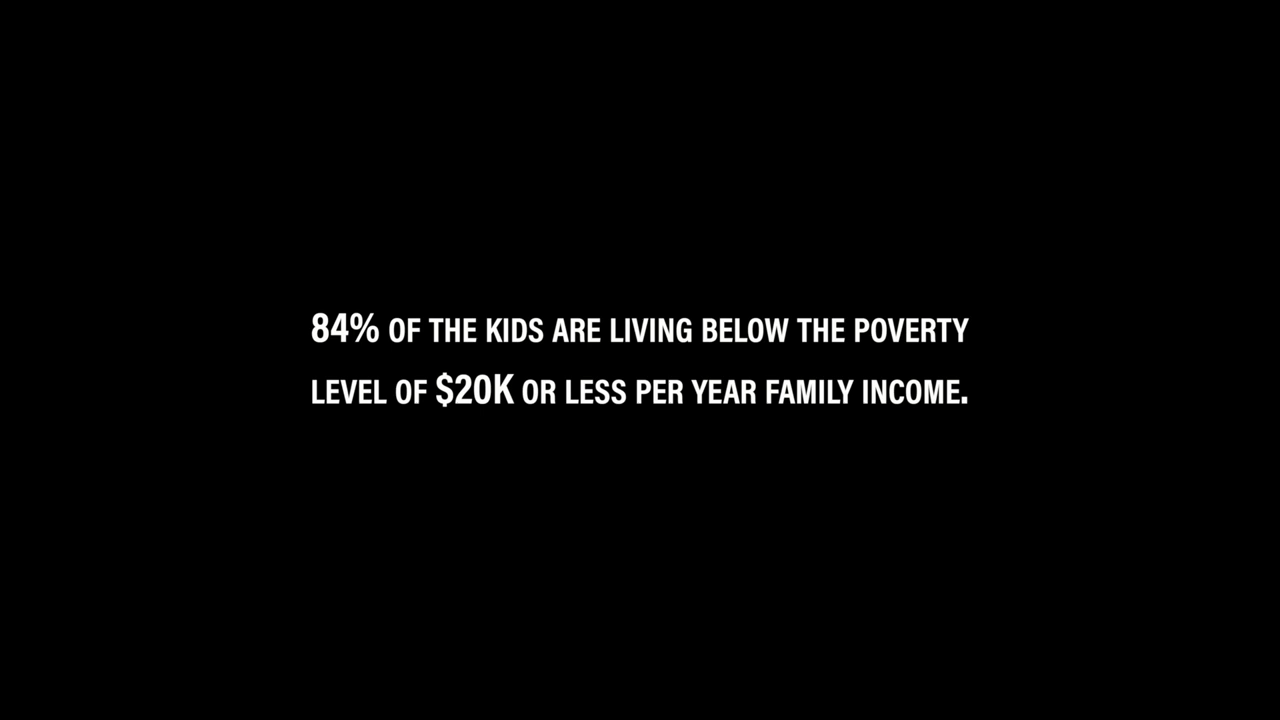 84% OF THE KIDS ARE LIVING BELOW THE POVERTY
LEVEL OF $20K OR LESS PER YEAR FAMILY INCOME.